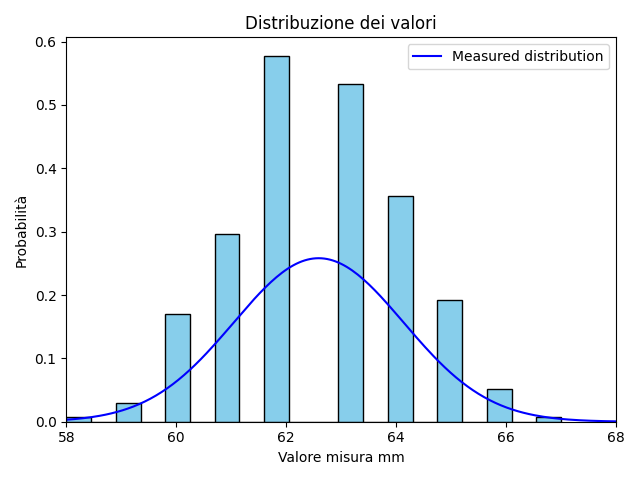 Distribuzione dei valori
Measured distribution
Probabilità
0.6
0.5
0.4
0.3
0.2
0.1
0.0
58 60 62 64 66 68
Valore misura mm